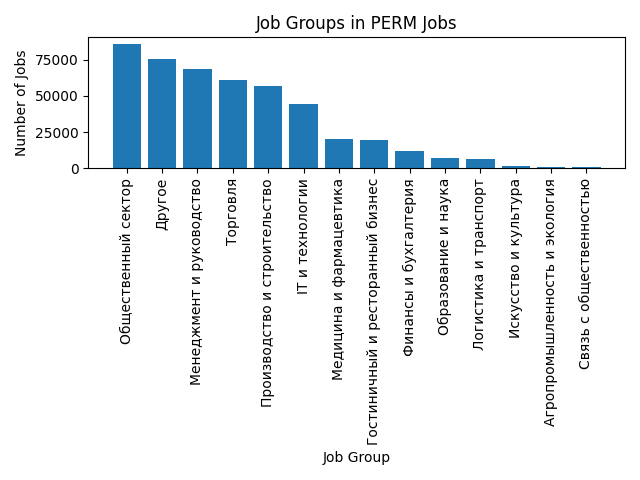 Job Groups in PERM Jobs
Number of Jobs
75000
50000
25000
0
Общественный сектор
Другое
Менеджмент и руководство
Торговля
Производство и строительство
IT и технологии
Медицина и фармацевтика
Гостиничный и ресторанный бизнес
Финансы и бухгалтерия
Образование и наука
Логистика и транспорт
Искусство и культура
Агропромышленность и экология
Связь с общественностью
Job Group